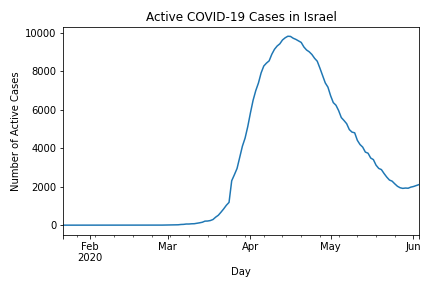 Active COVID-19 Cases in Israel
Number of Active Cases
10000
8000
6000
4000
2000
0
Feb
2020
Mar
Apr
May
Jun
Day